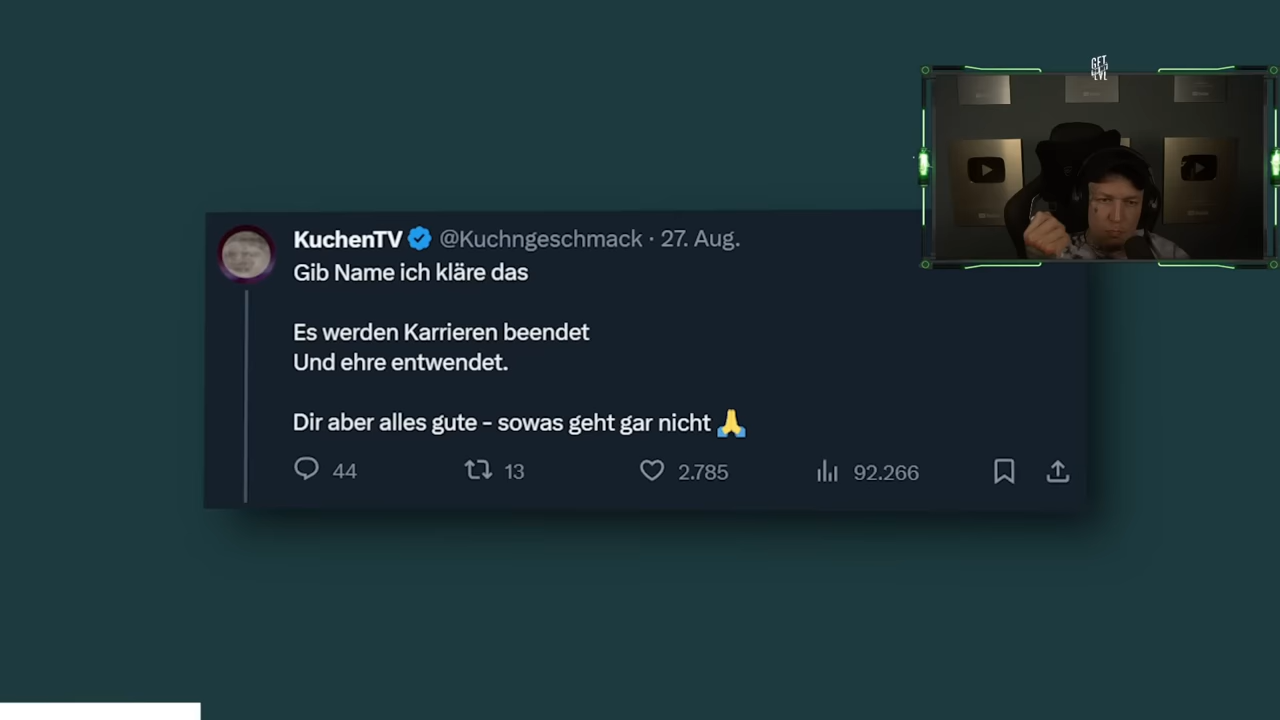 GET
KuchenTV @Kuchngeschmack · 27. Aug.
Gib Name ich kläre das
Es werden Karrieren beendet
Und ehre entwendet.
Dir aber alles gute - sowas geht gar nicht 🙏
44 13 2.785 92.266